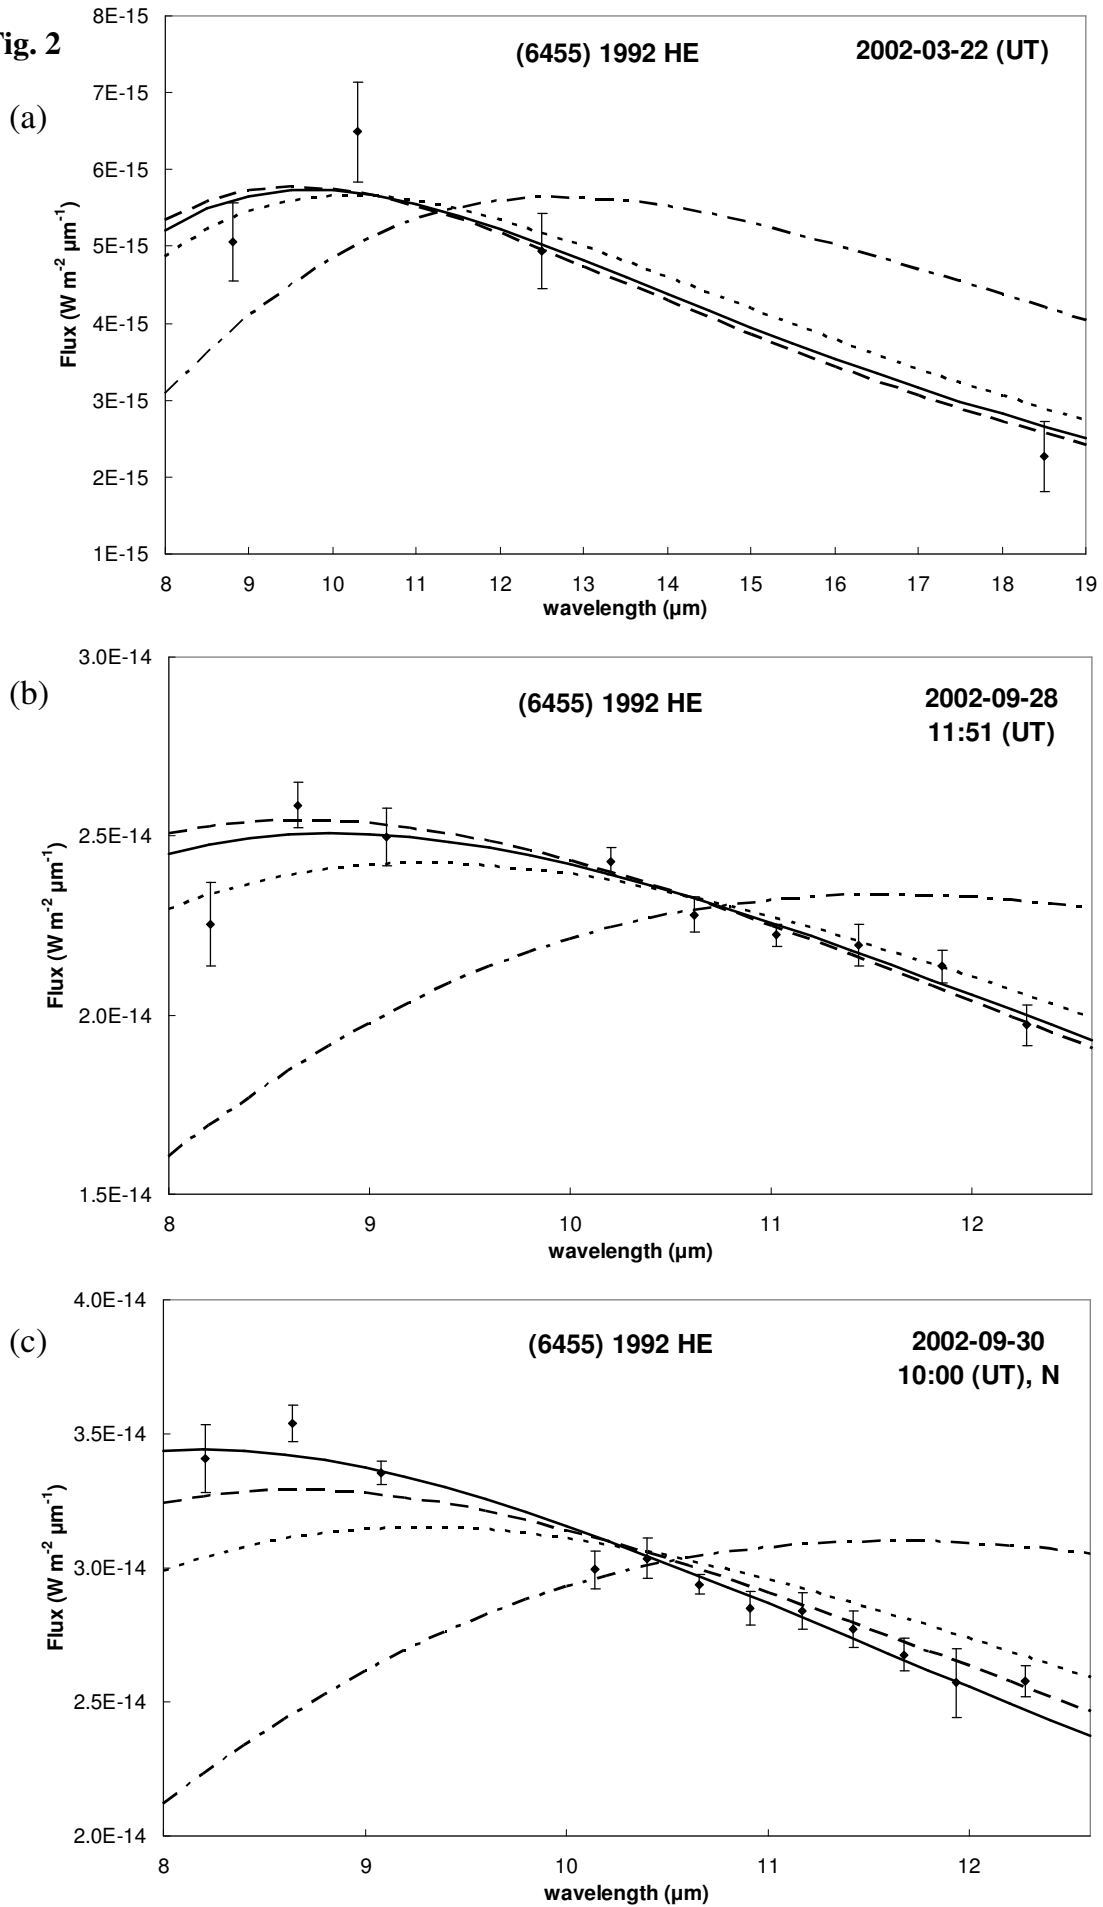 Fig. 2
(a)
(6455) 1992 HE
2002-03-22 (UT)
8E-15
7E-15
6E-15
5E-15
4E-15
3E-15
2E-15
1E-15
Flux (W m-2 µm-1)
8 9 10 11 12 13 14 15 16 17 18 19
wavelength (µm)
(b)
(6455) 1992 HE
2002-09-28
11:51 (UT)
3.0E-14
2.5E-14
2.0E-14
1.5E-14
Flux (W m-2 µm-1)
8 9 10 11 12
wavelength (µm)
(c)
(6455) 1992 HE
2002-09-30
10:00 (UT), N
4.0E-14
3.5E-14
3.0E-14
2.5E-14
2.0E-14
Flux (W m-2 µm-1)
8 9 10 11 12
wavelength (µm)